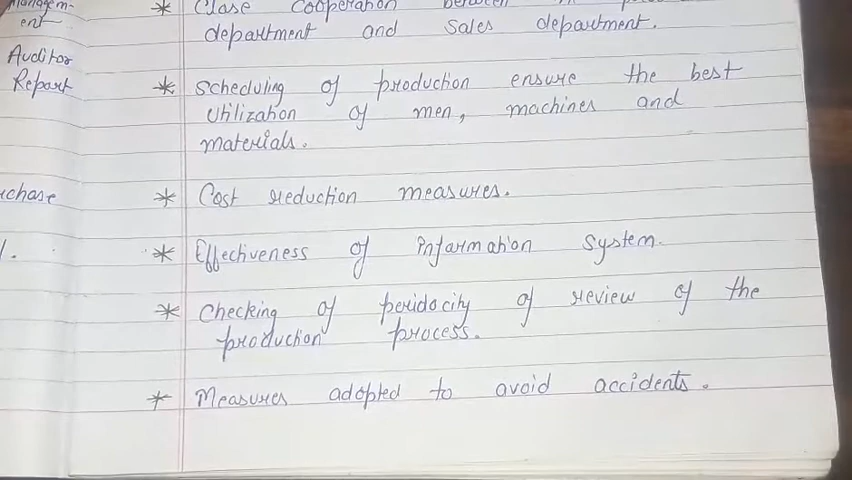 ent
* Close Cooperation between
department and sales department.
Auditor
Report
* Scheduling of production ensure the best
utilization of men, machines and
materials.
* Cost reduction measures.
* Effectiveness of information system.
* Checking of peridocity of review of the
production process.
* Measures adopted to avoid accidents.